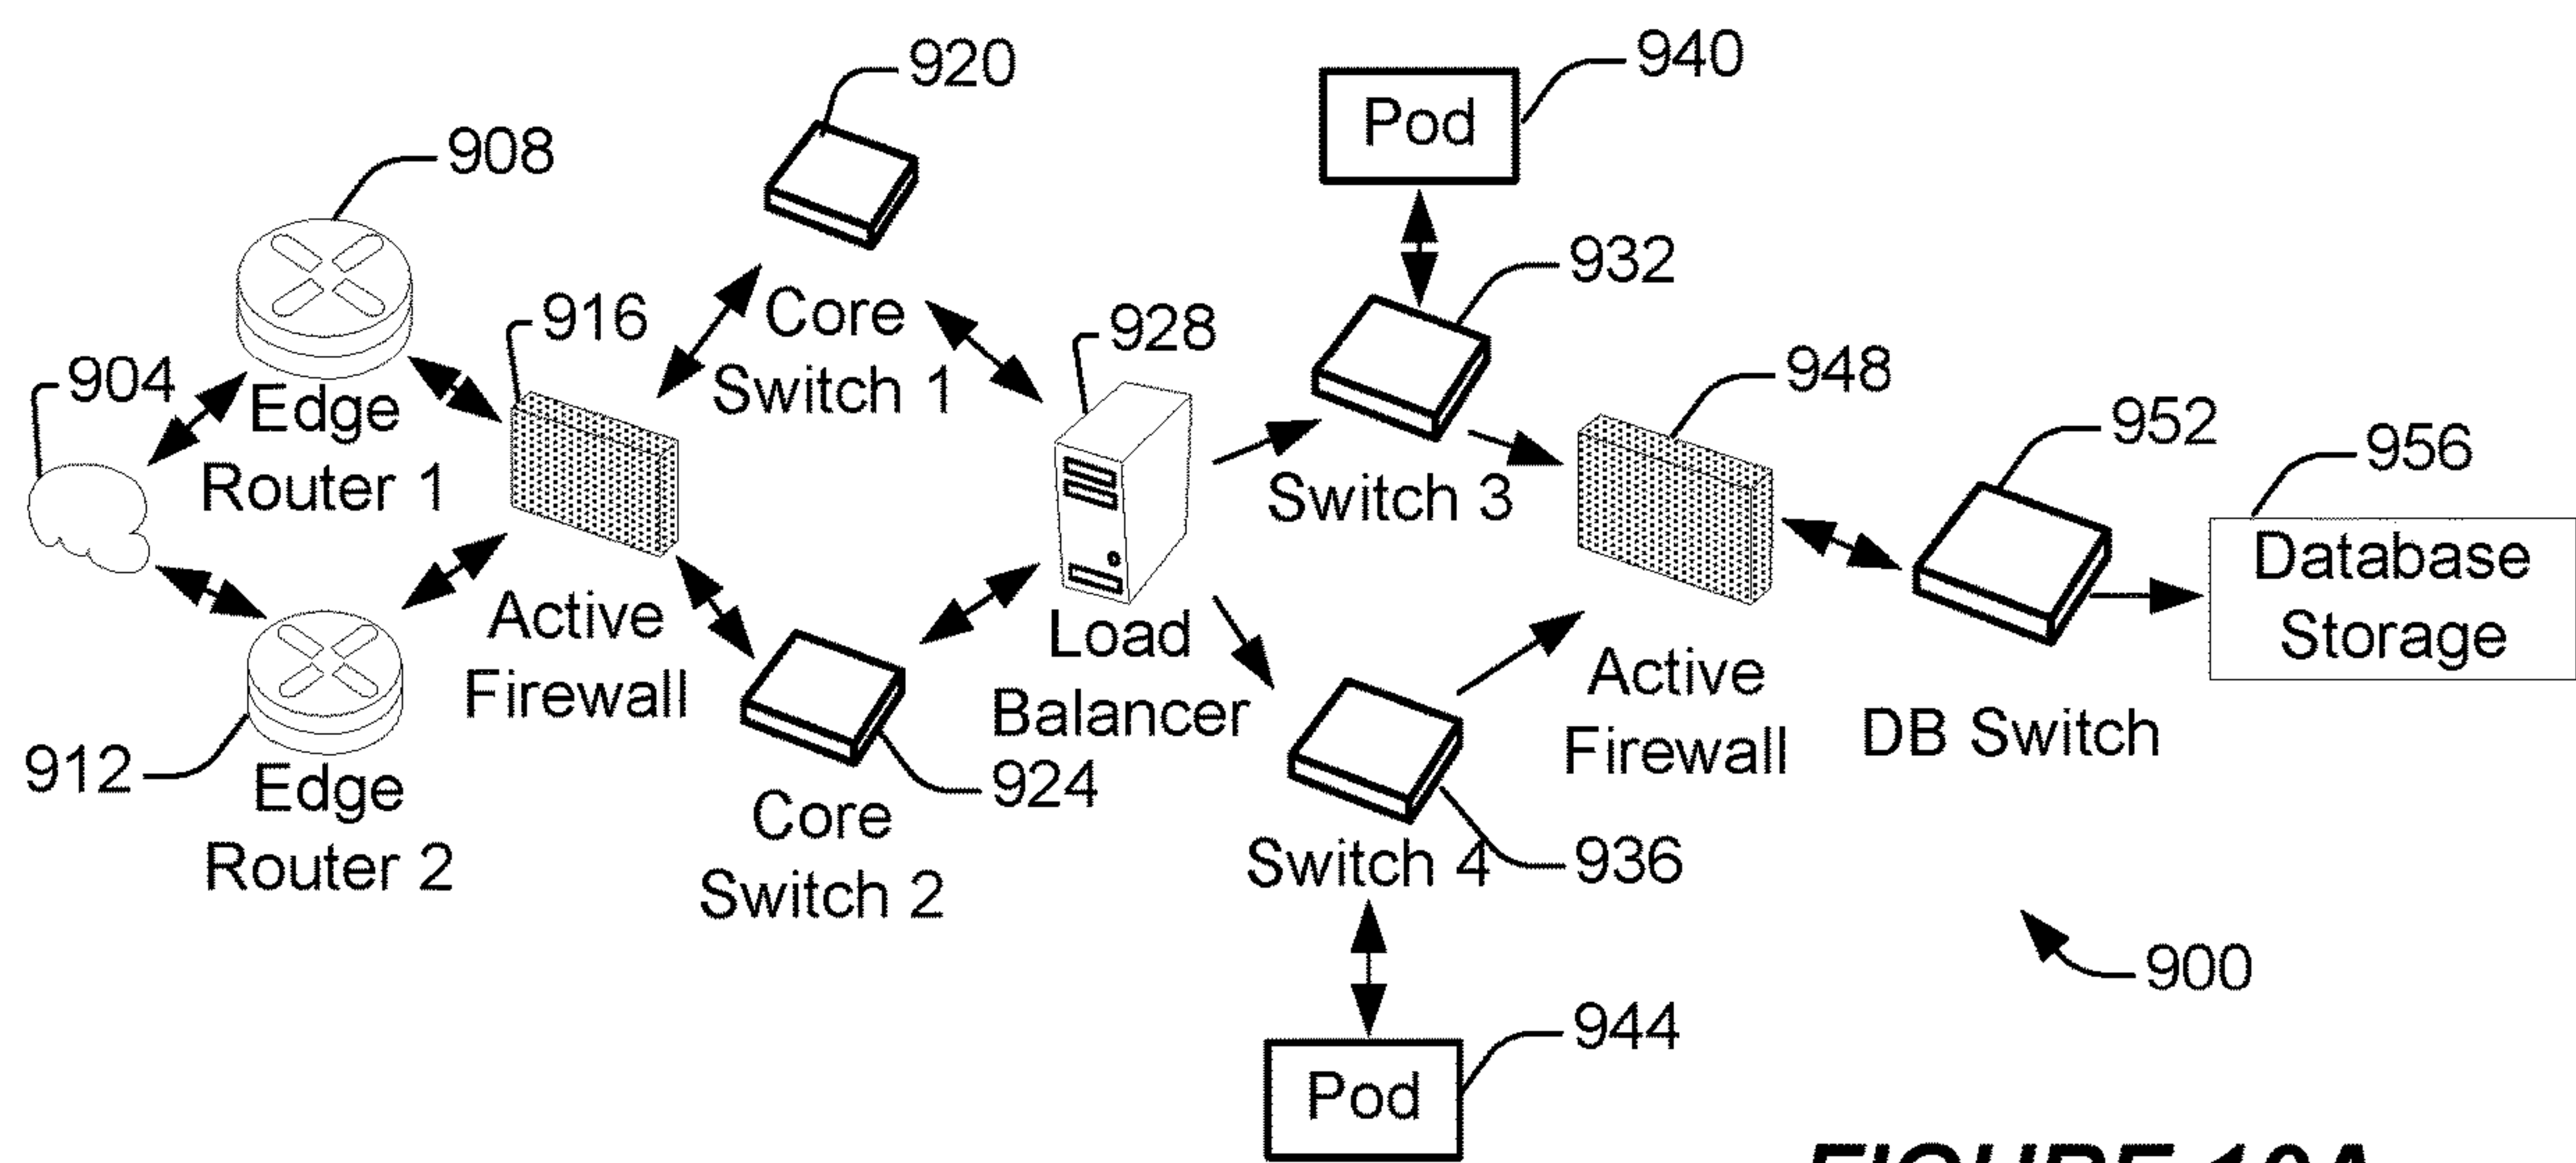 920
940
Pod
908
932
Core
Switch 1
916
928
904
Edge
Router 1
948
952
956
Switch 3
Database
Storage
Active
Firewall
Load
Balancer
Active
Firewall
DB Switch
912
Edge
Router 2
924
Core
Switch 2
Switch 4
936
900
944
Pod
FIGURE 10A